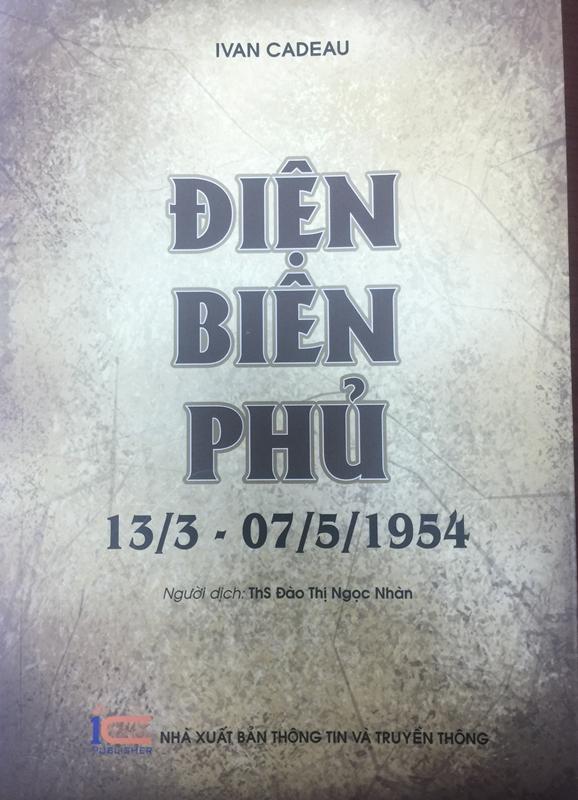 IVAN CADEAU
ĐIỆN
BIÊN
PHỦ
13/3 - 07/5/1954
Người dịch: ThS Đào Thị Ngọc Nhàn
PUBLISHER
NHÀ XUẤT BẢN THÔNG TIN VÀ TRUYỀN THÔNG